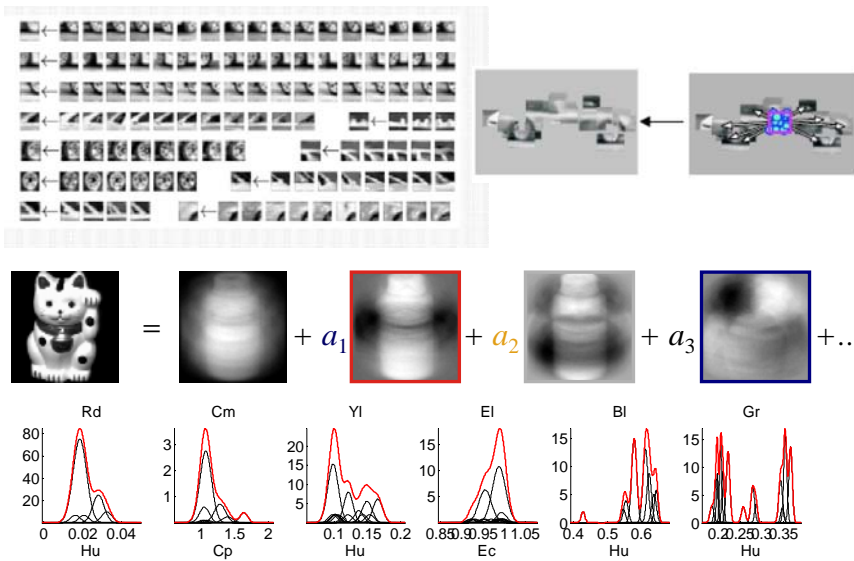 = + a₁ + a₂ + a₃ +..
Rd Cm Yl El Bl Gr
80
60
40
20
0 0.02 0.04
Hu
3
2
1
1 1.5 2
Cp
20
15
10
5
0.1 0.15 0.2
Hu
15
10
5
0.85 0.9 0.95 1 1.05
Ec
15
10
5
0.4 0.5 0.6
Hu
15
10
5
0.2 0.25 0.3 0.35
Hu